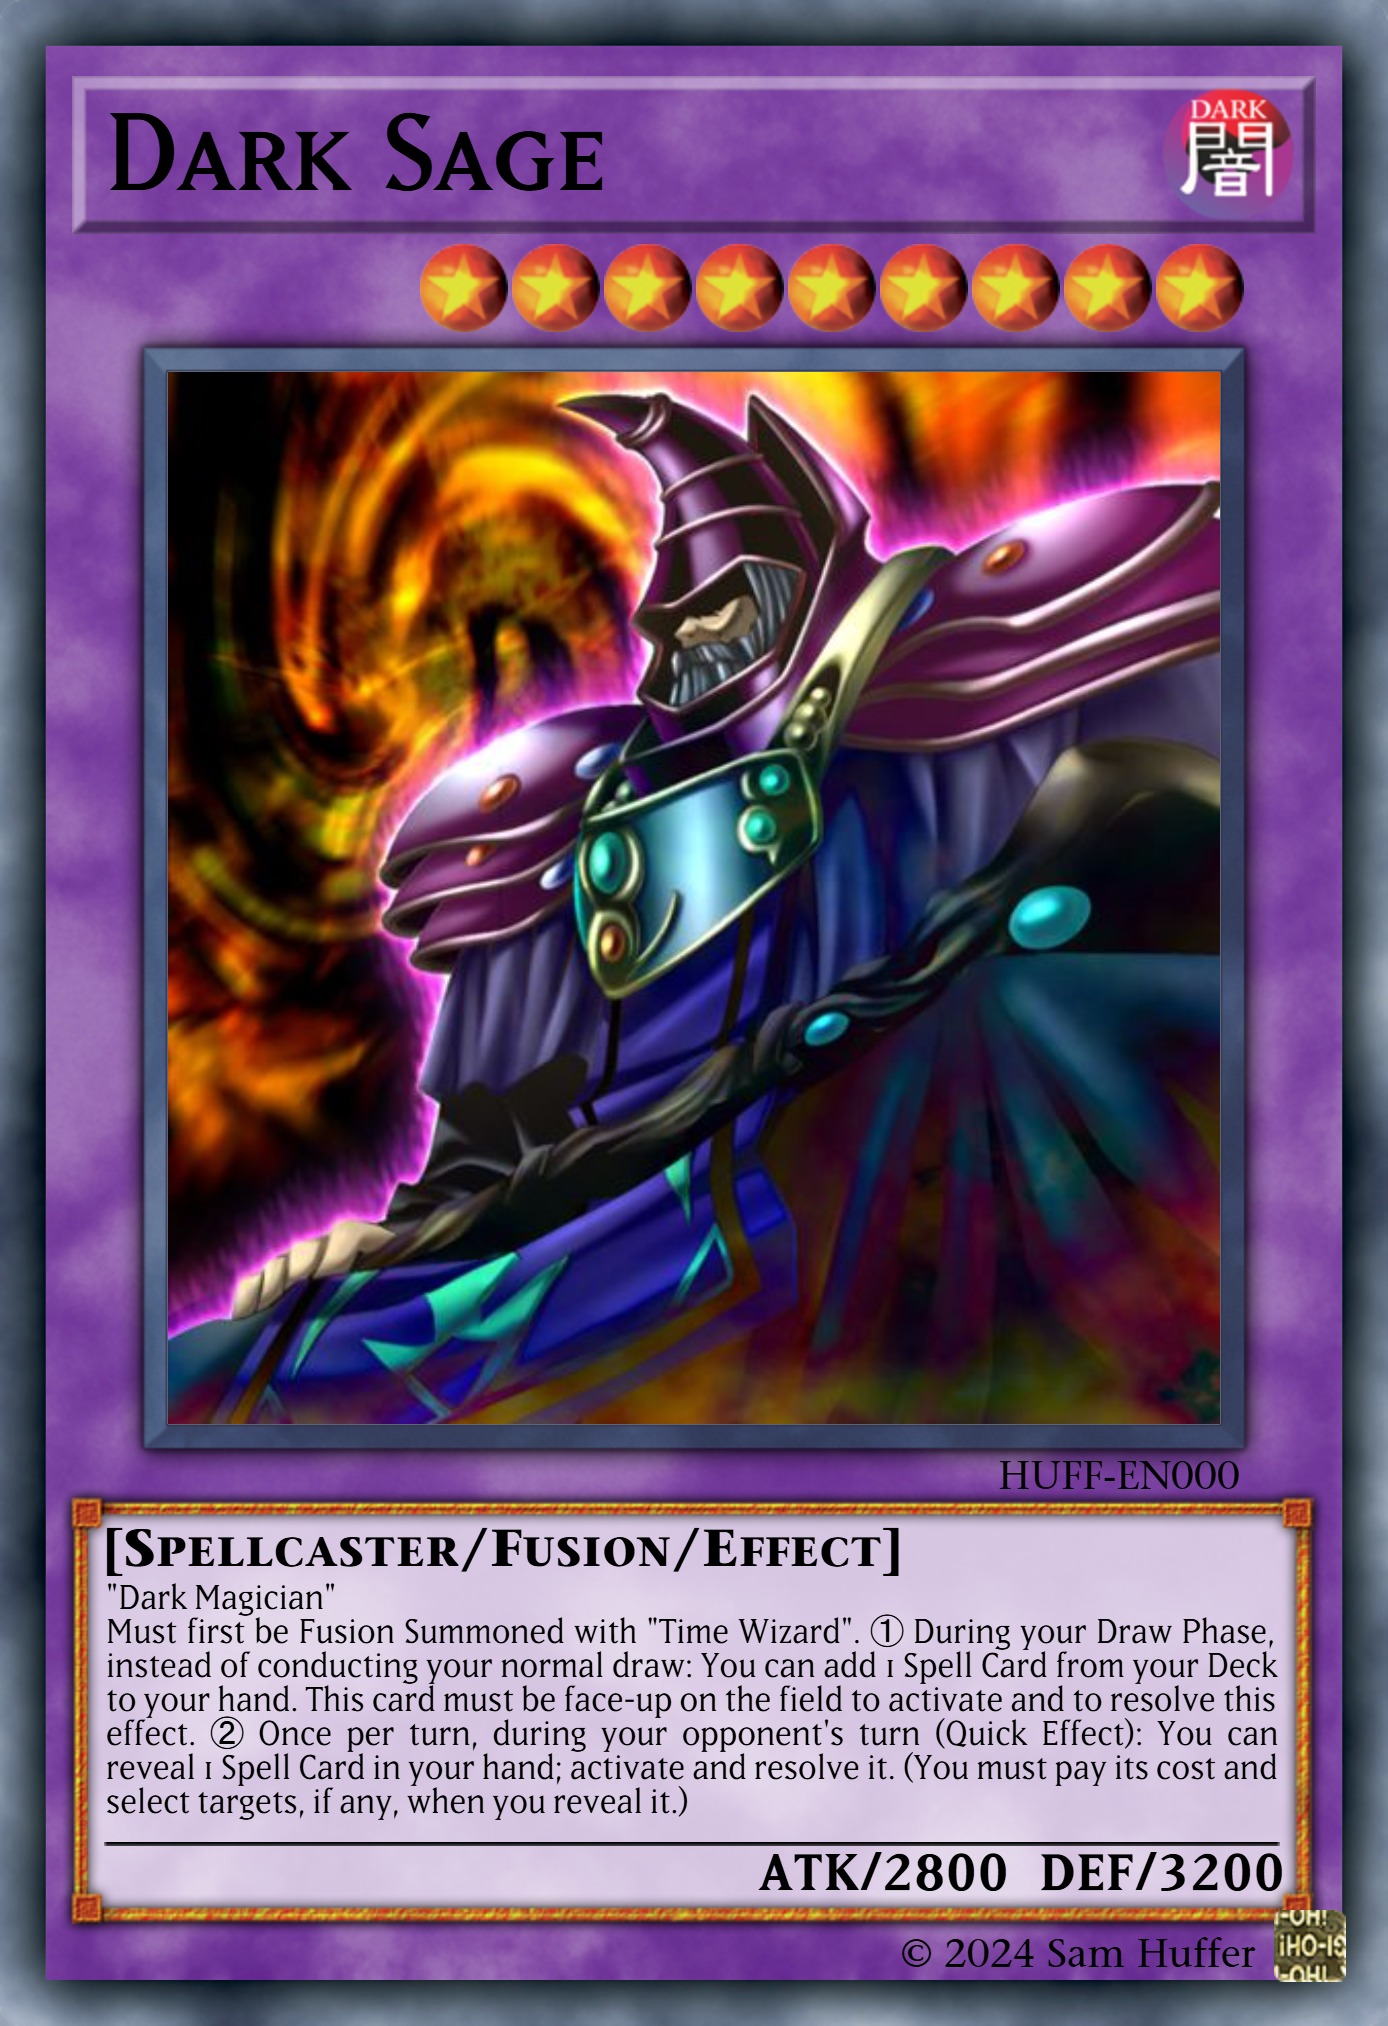 Dark Sage
DARK
闇
HUFF-EN000
[Spellcaster/Fusion/Effect]
"Dark Magician"
Must first be Fusion Summoned with "Time Wizard". ① During your Draw Phase,
instead of conducting your normal draw: You can add 1 Spell Card from your Deck
to your hand. This card must be face-up on the field to activate and to resolve this
effect. ② Once per turn, during your opponent's turn (Quick Effect): You can
reveal 1 Spell Card in your hand; activate and resolve it. (You must pay its cost and
select targets, if any, when you reveal it.)
ATK/2800 DEF/3200
© 2024 Sam Huffer